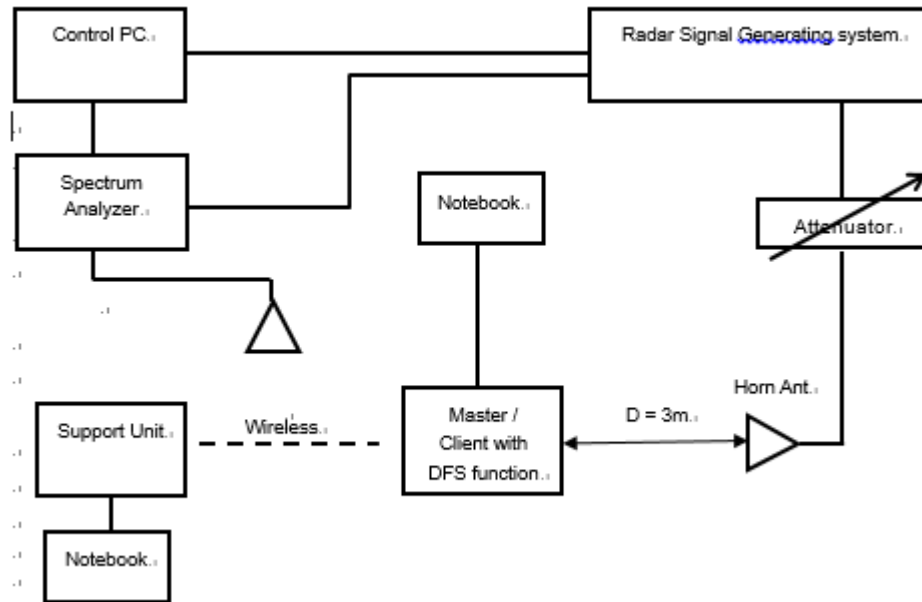 Control PC.
Radar Signal Generating system.
Spectrum
Analyzer.
Notebook.
Attenuator.
Horn Ant.
Support Unit.
Wireless.
Master /
Client with
DFS function.
D = 3m.
Notebook.